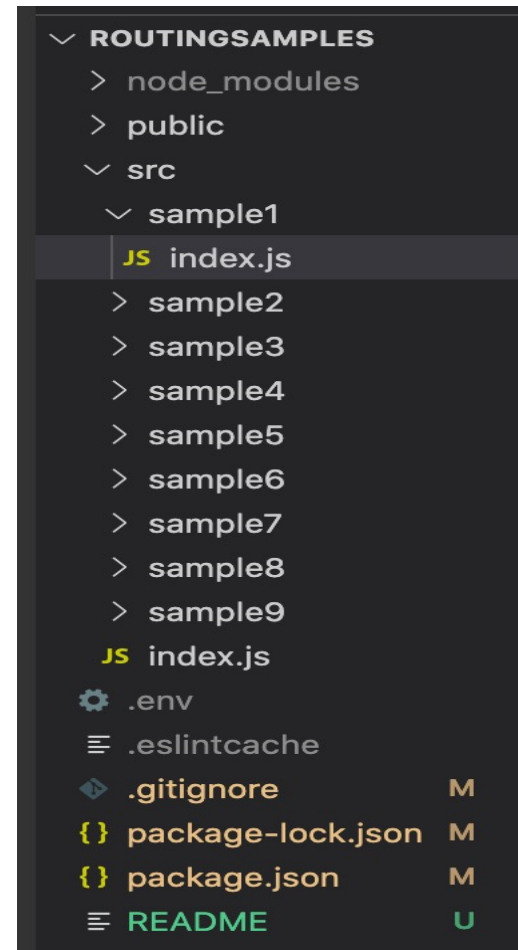 ROUTINGSAMPLES
node_modules
public
src
sample1
JS index.js
sample2
sample3
sample4
sample5
sample6
sample7
sample8
sample9
JS index.js
.env
.eslintcache
.gitignore M
{} package-lock.json M
{} package.json M
README U